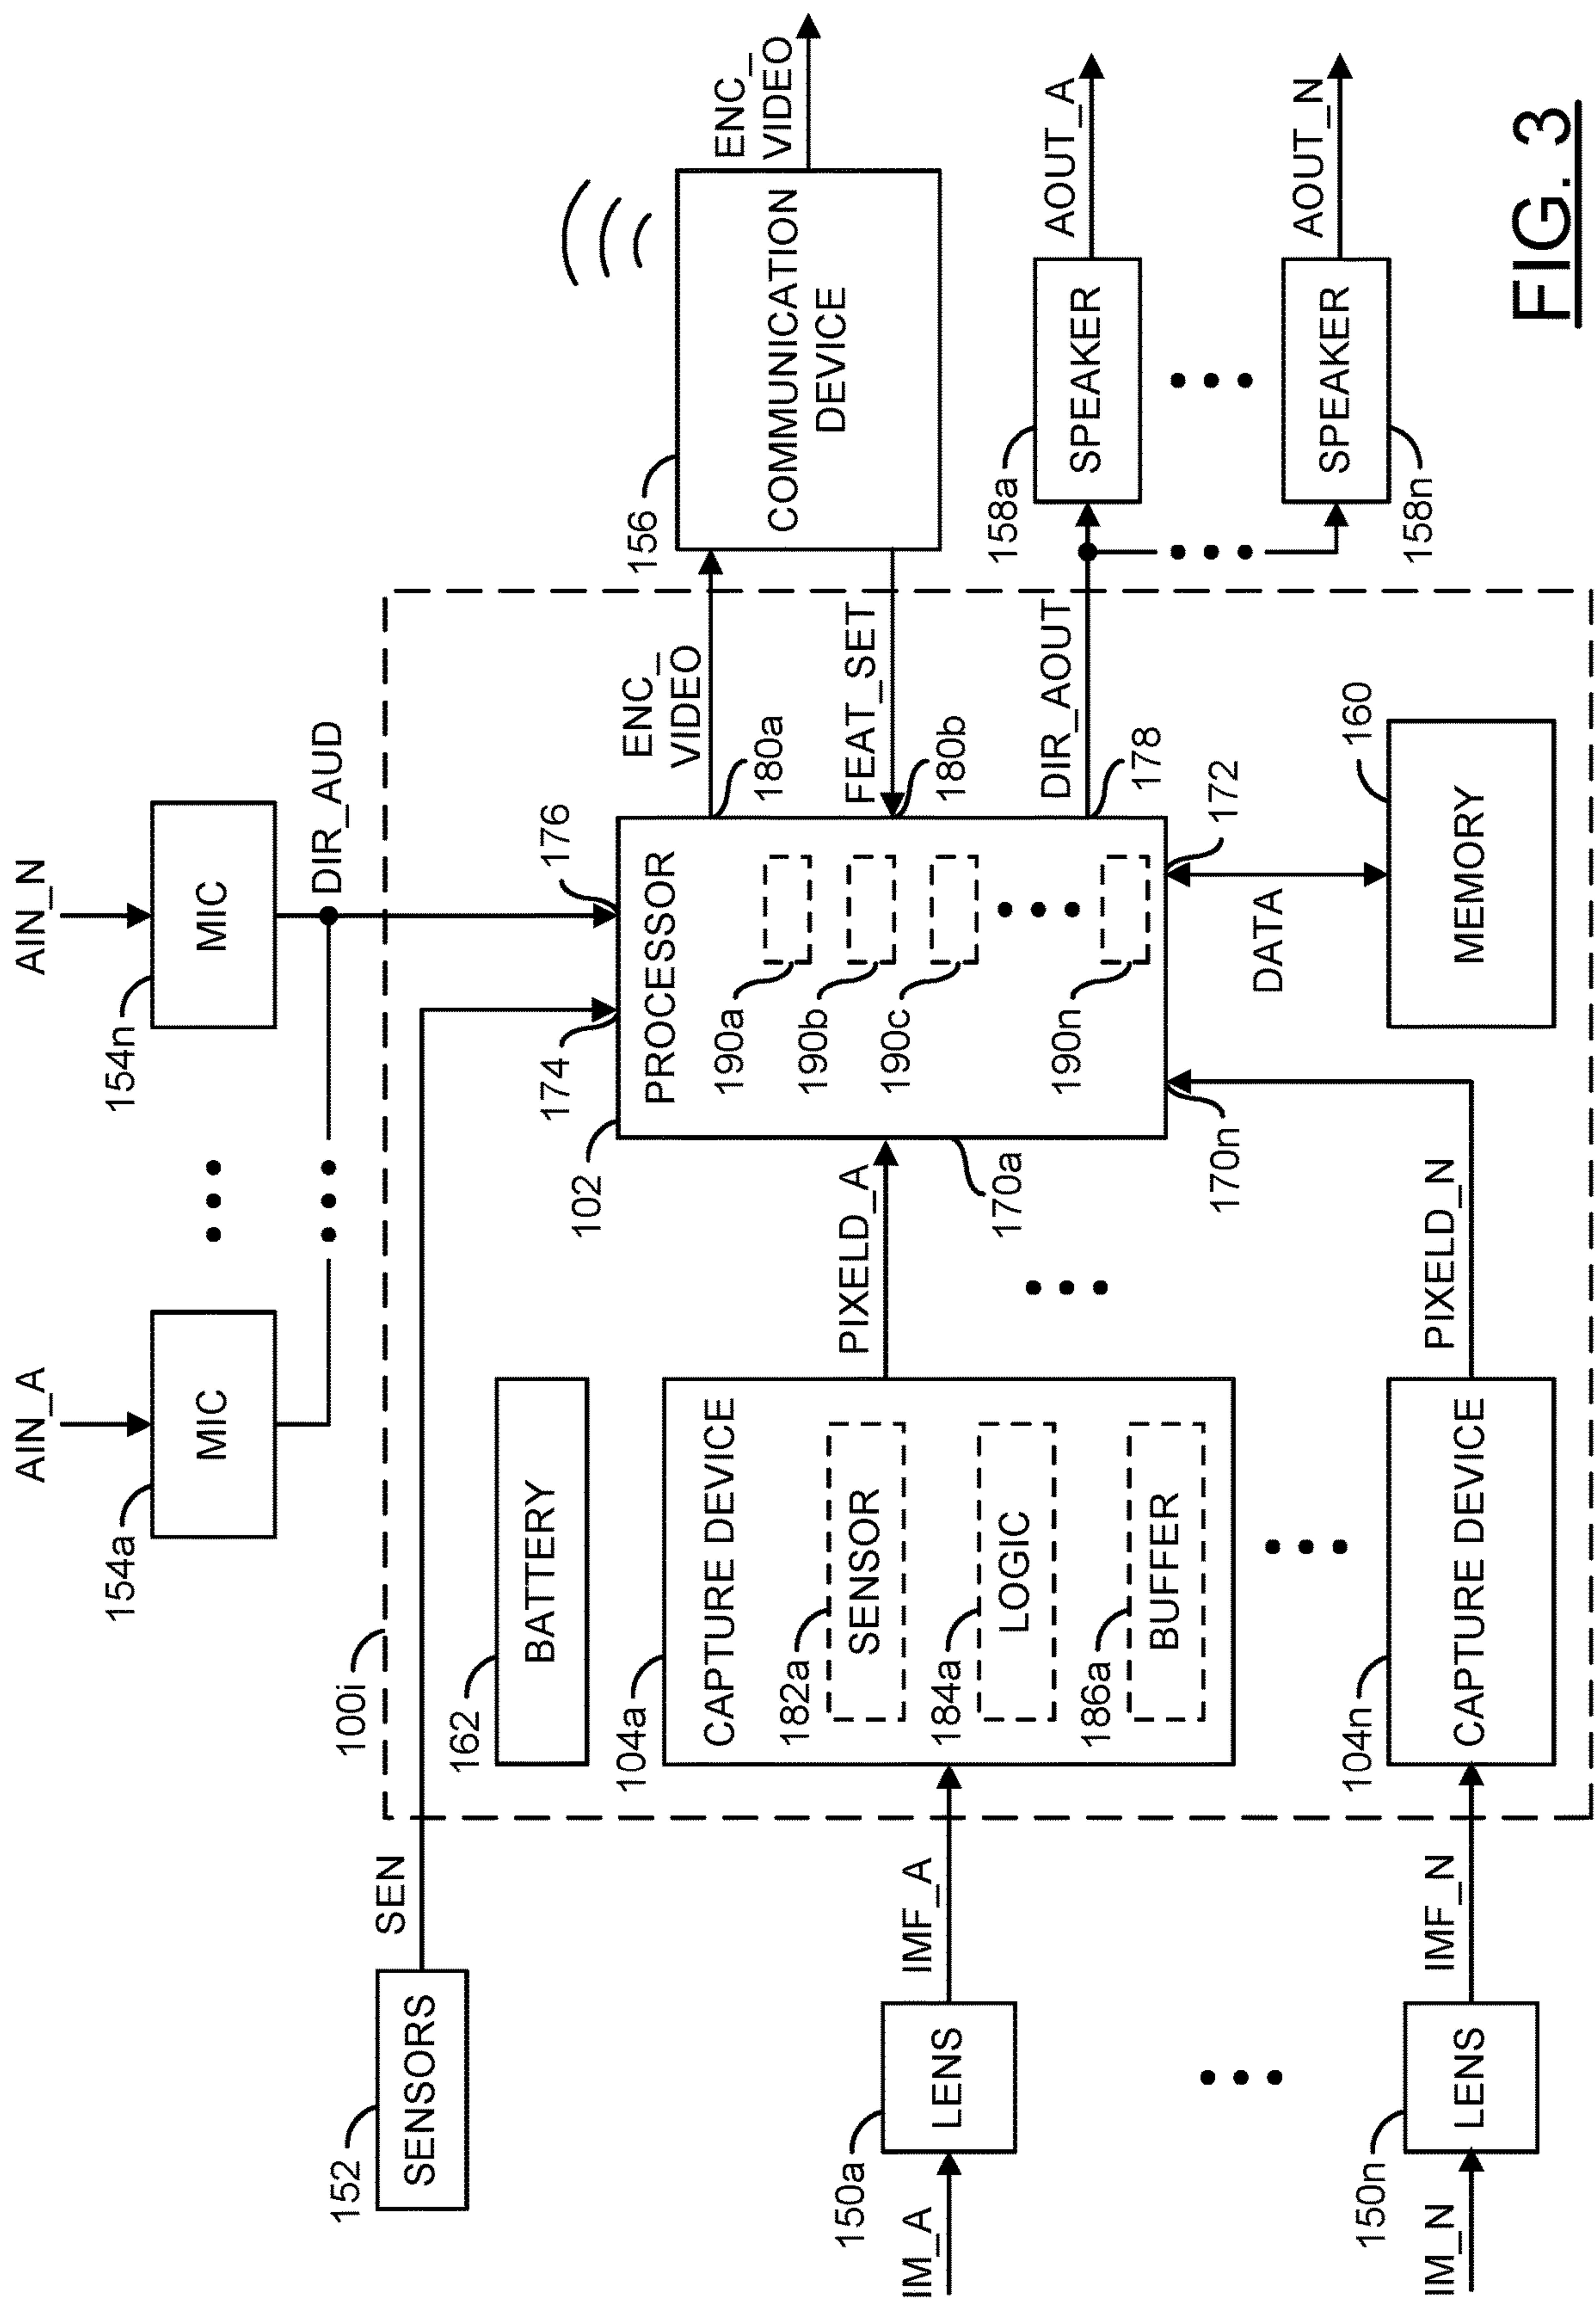 AIN_A
AIN_N
154a
MIC
154n
MIC
DIR_AUD
100i
152
SENSORS
SEN
162
BATTERY
174
176
102
PROCESSOR
190a
190b
190c
190n
ENC_
VIDEO
180a
FEAT_SET
180b
DIR_AOUT
178
172
156
COMMUNICATION
DEVICE
ENC_
VIDEO
158a
SPEAKER
AOUT_A
158n
SPEAKER
AOUT_N
IM_A
150a
LENS
IMF_A
104a
CAPTURE DEVICE
182a
SENSOR
184a
LOGIC
186a
BUFFER
PIXELD_A
170a
IM_N
150n
LENS
IMF_N
104n
CAPTURE DEVICE
PIXELD_N
170n
DATA
160
MEMORY
FIG. 3